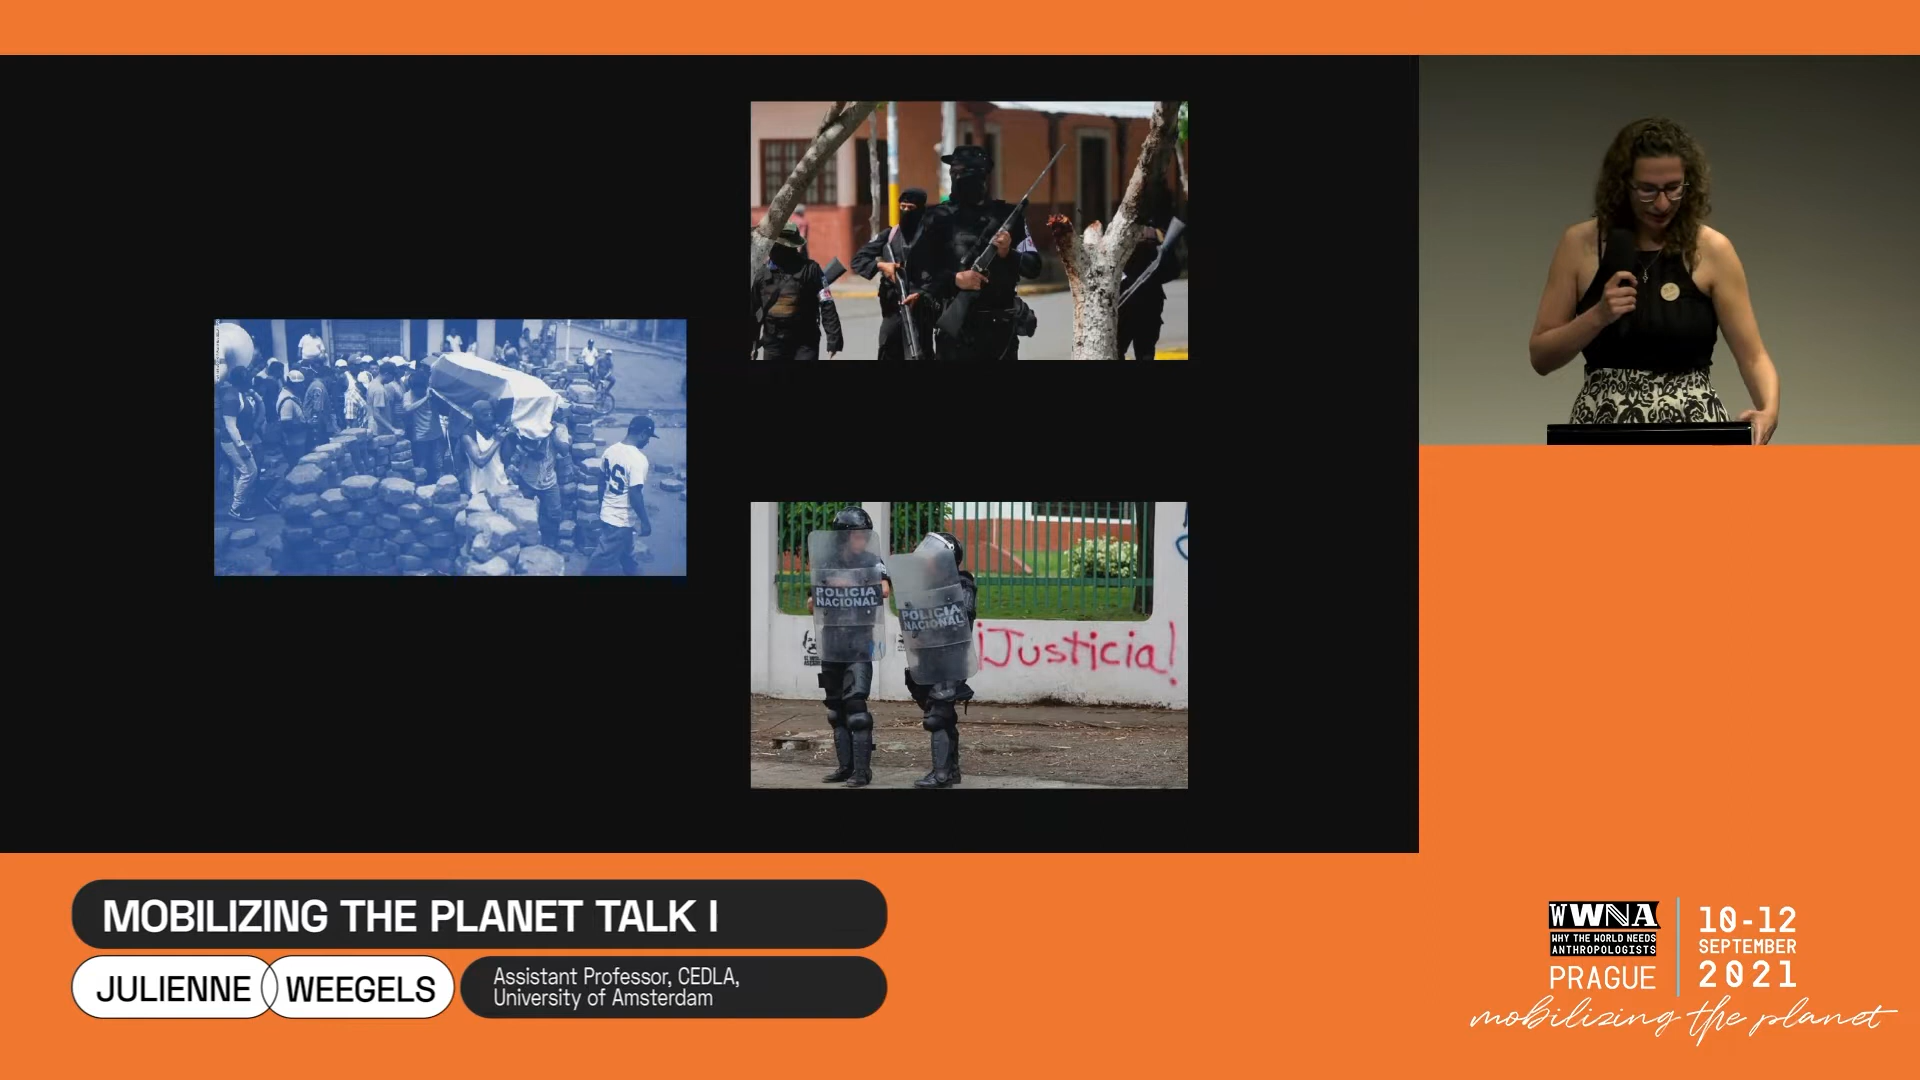 POLICIA
NACIONAL
POLICIA
NACIONAL
¡Justicia!
MOBILIZING THE PLANET TALK I
JULIENNE WEEGELS
Assistant Professor, CEDLA,
University of Amsterdam
WWNA
WHY THE WORLD NEEDS
ANTHROPOLOGISTS
PRAGUE
10-12
SEPTEMBER
2021
mobilizing the planet